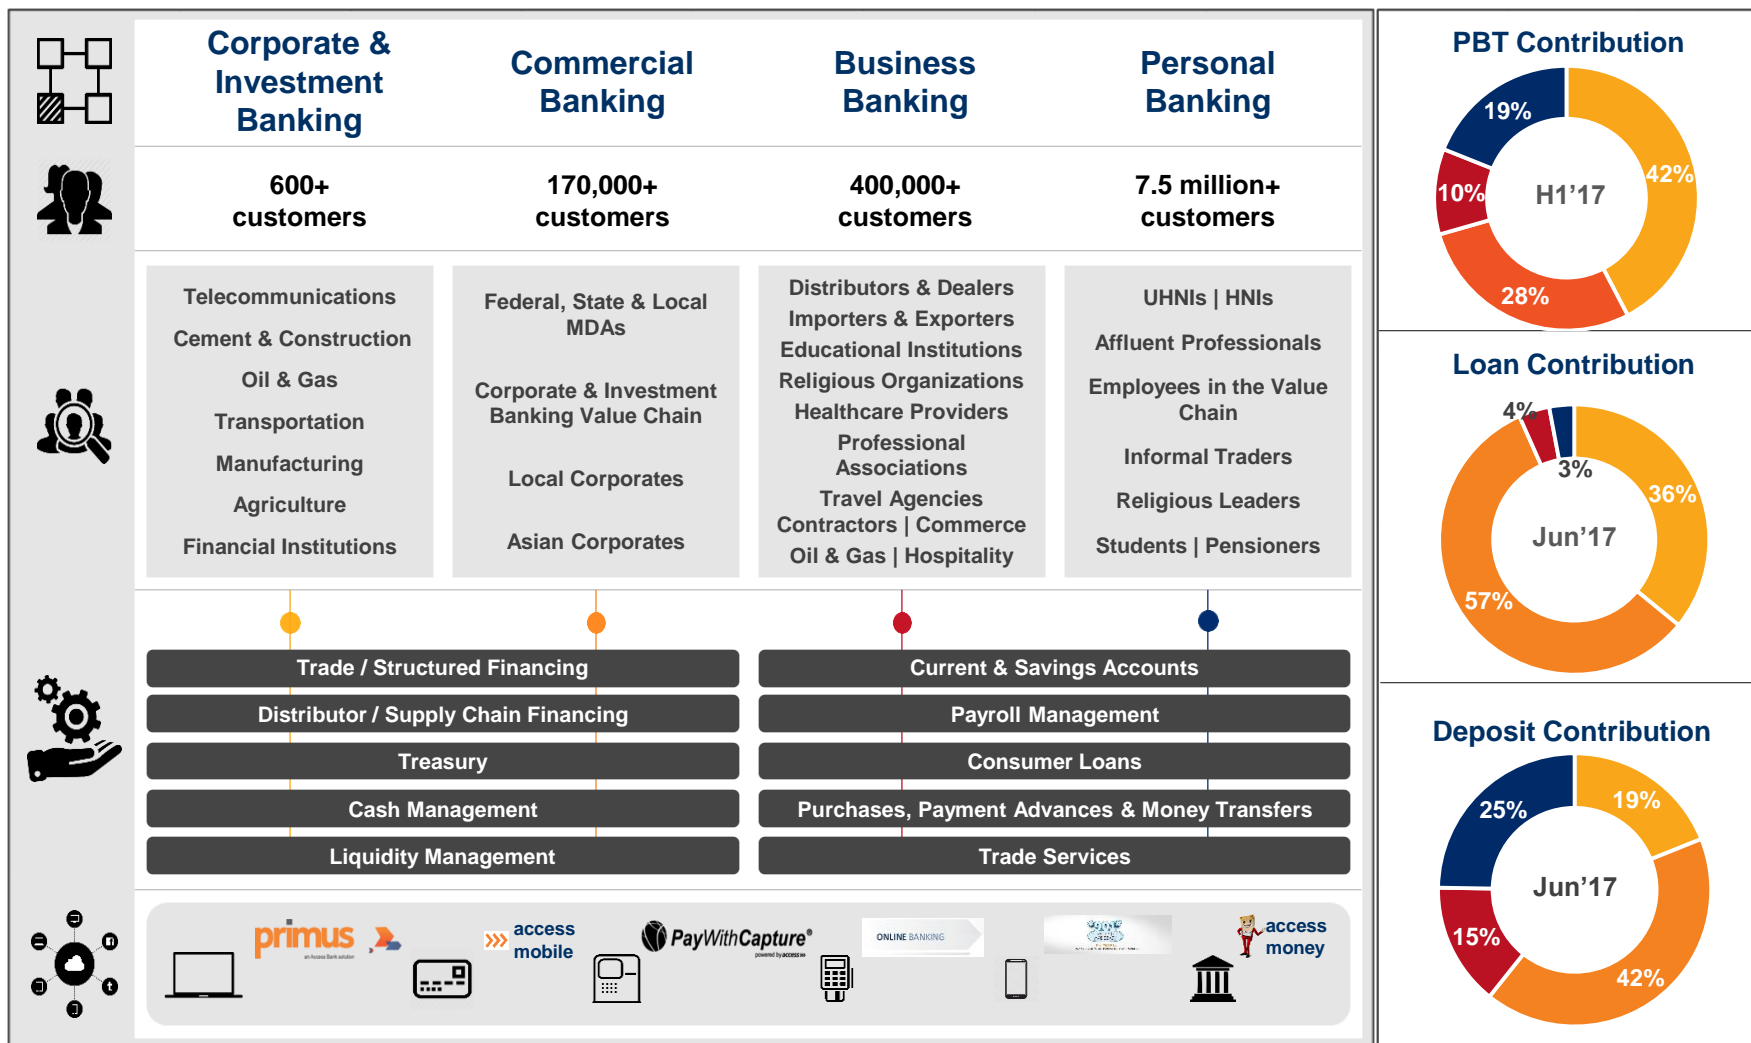 Corporate &
Investment
Banking
Commercial
Banking
Business
Banking
Personal
Banking
600+
customers
170,000+
customers
400,000+
customers
7.5 million+
customers
Telecommunications
Cement & Construction
Oil & Gas
Transportation
Manufacturing
Agriculture
Financial Institutions
Federal, State & Local
MDAs
Corporate & Investment
Banking Value Chain
Local Corporates
Asian Corporates
Distributors & Dealers
Importers & Exporters
Educational Institutions
Religious Organizations
Healthcare Providers
Professional
Associations
Travel Agencies
Contractors | Commerce
Oil & Gas | Hospitality
UHNIs | HNIs
Affluent Professionals
Employees in the Value
Chain
Informal Traders
Religious Leaders
Students | Pensioners
Trade / Structured Financing
Distributor / Supply Chain Financing
Treasury
Cash Management
Liquidity Management
Current & Savings Accounts
Payroll Management
Consumer Loans
Purchases, Payment Advances & Money Transfers
Trade Services
primus
an Access Bank solution
access
mobile
PayWithCapture®
powered by access
ONLINE BANKING
access
money
PBT Contribution
19%
42%
10%
H1’17
28%
Loan Contribution
4%
3%
36%
Jun’17
57%
Deposit Contribution
25%
19%
Jun’17
15%
42%